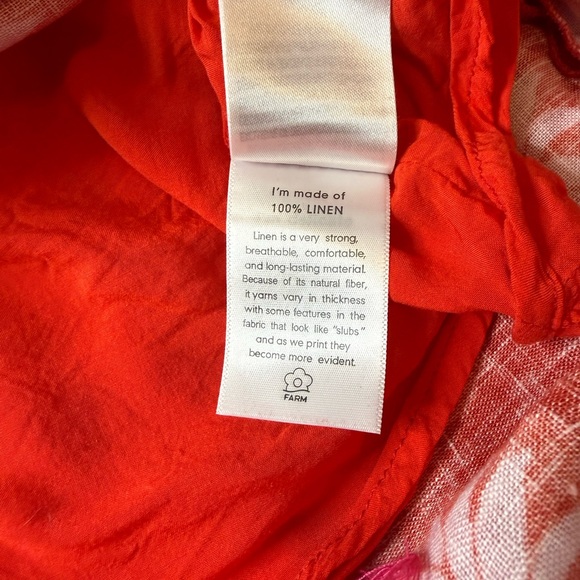 I'm made of
100% LINEN
Linen is a very strong,
breathable, comfortable,
and long-lasting material.
Because of its natural fiber,
it yarns vary in thickness
with some features in the
fabric that look like "slubs"
and as we print they
become more evident.
FARM